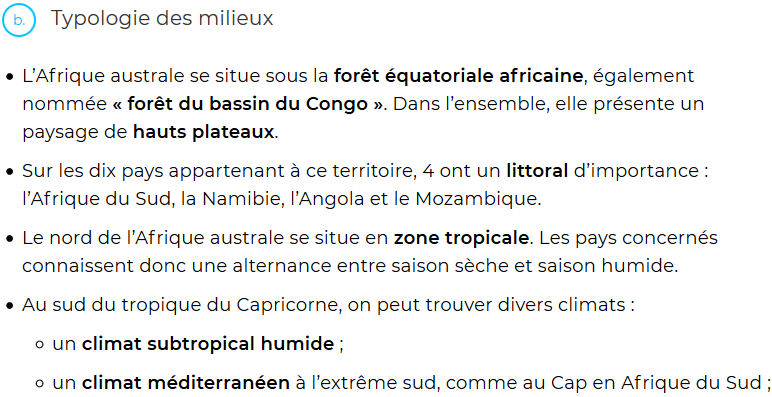 b. Typologie des milieux
• L’Afrique australe se situe sous la forêt équatoriale africaine, également
nommée « forêt du bassin du Congo ». Dans l’ensemble, elle présente un
paysage de hauts plateaux.
• Sur les dix pays appartenant à ce territoire, 4 ont un littoral d’importance :
l’Afrique du Sud, la Namibie, l’Angola et le Mozambique.
• Le nord de l’Afrique australe se situe en zone tropicale. Les pays concernés
connaissent donc une alternance entre saison sèche et saison humide.
• Au sud du tropique du Capricorne, on peut trouver divers climats :
◦ un climat subtropical humide ;
◦ un climat méditerranéen à l’extrême sud, comme au Cap en Afrique du Sud ;